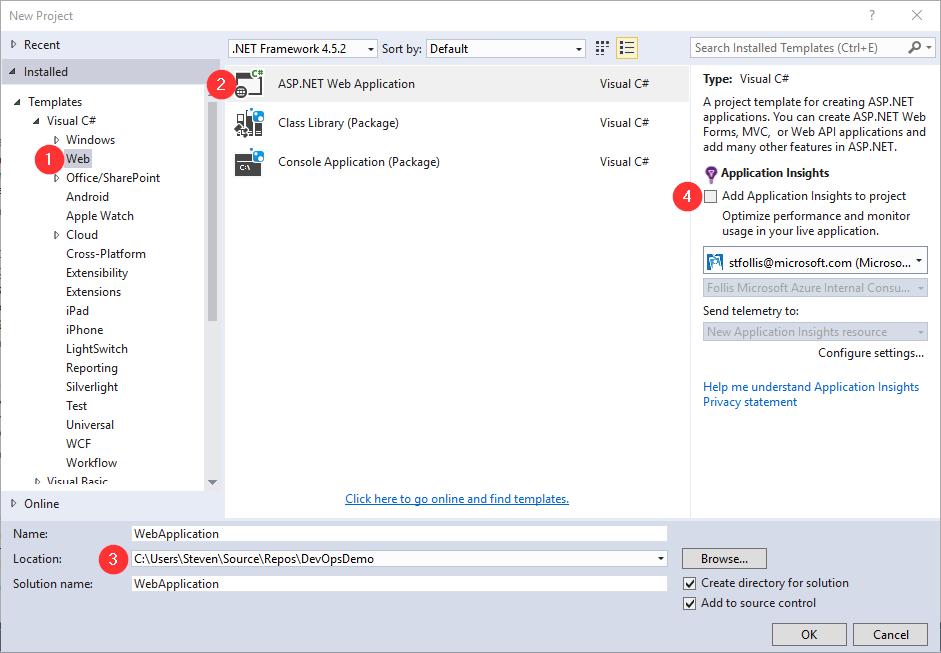 New Project
Recent
Installed
Templates
Visual C#
Windows
1 Web
Office/SharePoint
Android
Apple Watch
Cloud
Cross-Platform
Extensibility
Extensions
iPad
iPhone
LightSwitch
Reporting
Silverlight
Test
Universal
WCF
Workflow
Visual Basic
Online
.NET Framework 4.5.2 Sort by: Default
2 C# ASP.NET Web Application Visual C#
Class Library (Package) Visual C#
C:\ Console Application (Package) Visual C#
Click here to go online and find templates.
Search Installed Templates (Ctrl+E)
Type: Visual C#
A project template for creating ASP.NET
applications. You can create ASP.NET Web
Forms, MVC, or Web API applications and
add many other features in ASP.NET.
Application Insights
4 Add Application Insights to project
Optimize performance and monitor
usage in your live application.
stfollis@microsoft.com (Microso...
Follis Microsoft Azure Internal Consu...
Send telemetry to:
New Application Insights resource
Configure settings...
Help me understand Application Insights
Privacy statement
Name: WebApplication
Location: 3 C:\Users\Steven\Source\Repos\DevOpsDemo
Browse...
Solution name: WebApplication
Create directory for solution
Add to source control
OK Cancel